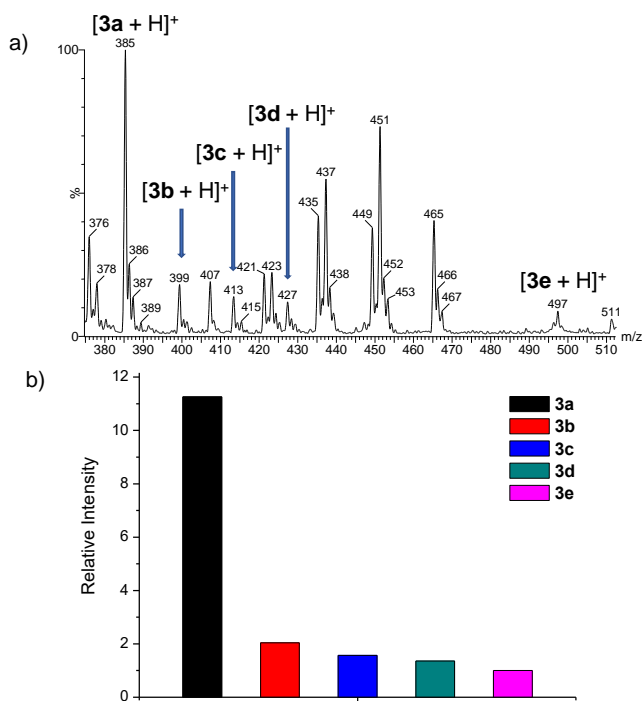 a)
[3a + H]⁺
[3b + H]⁺
[3c + H]⁺
[3d + H]⁺
[3e + H]⁺
100
%
0
376
378
385
386
387
389
399
407
413
415
421
423
427
435
437
438
449
451
452
453
465
466
467
497
511
380 390 400 410 420 430 440 450 460 470 480 490 500 510
m/z
b)
Relative Intensity
12
10
8
6
4
2
0
3a
3b
3c
3d
3e